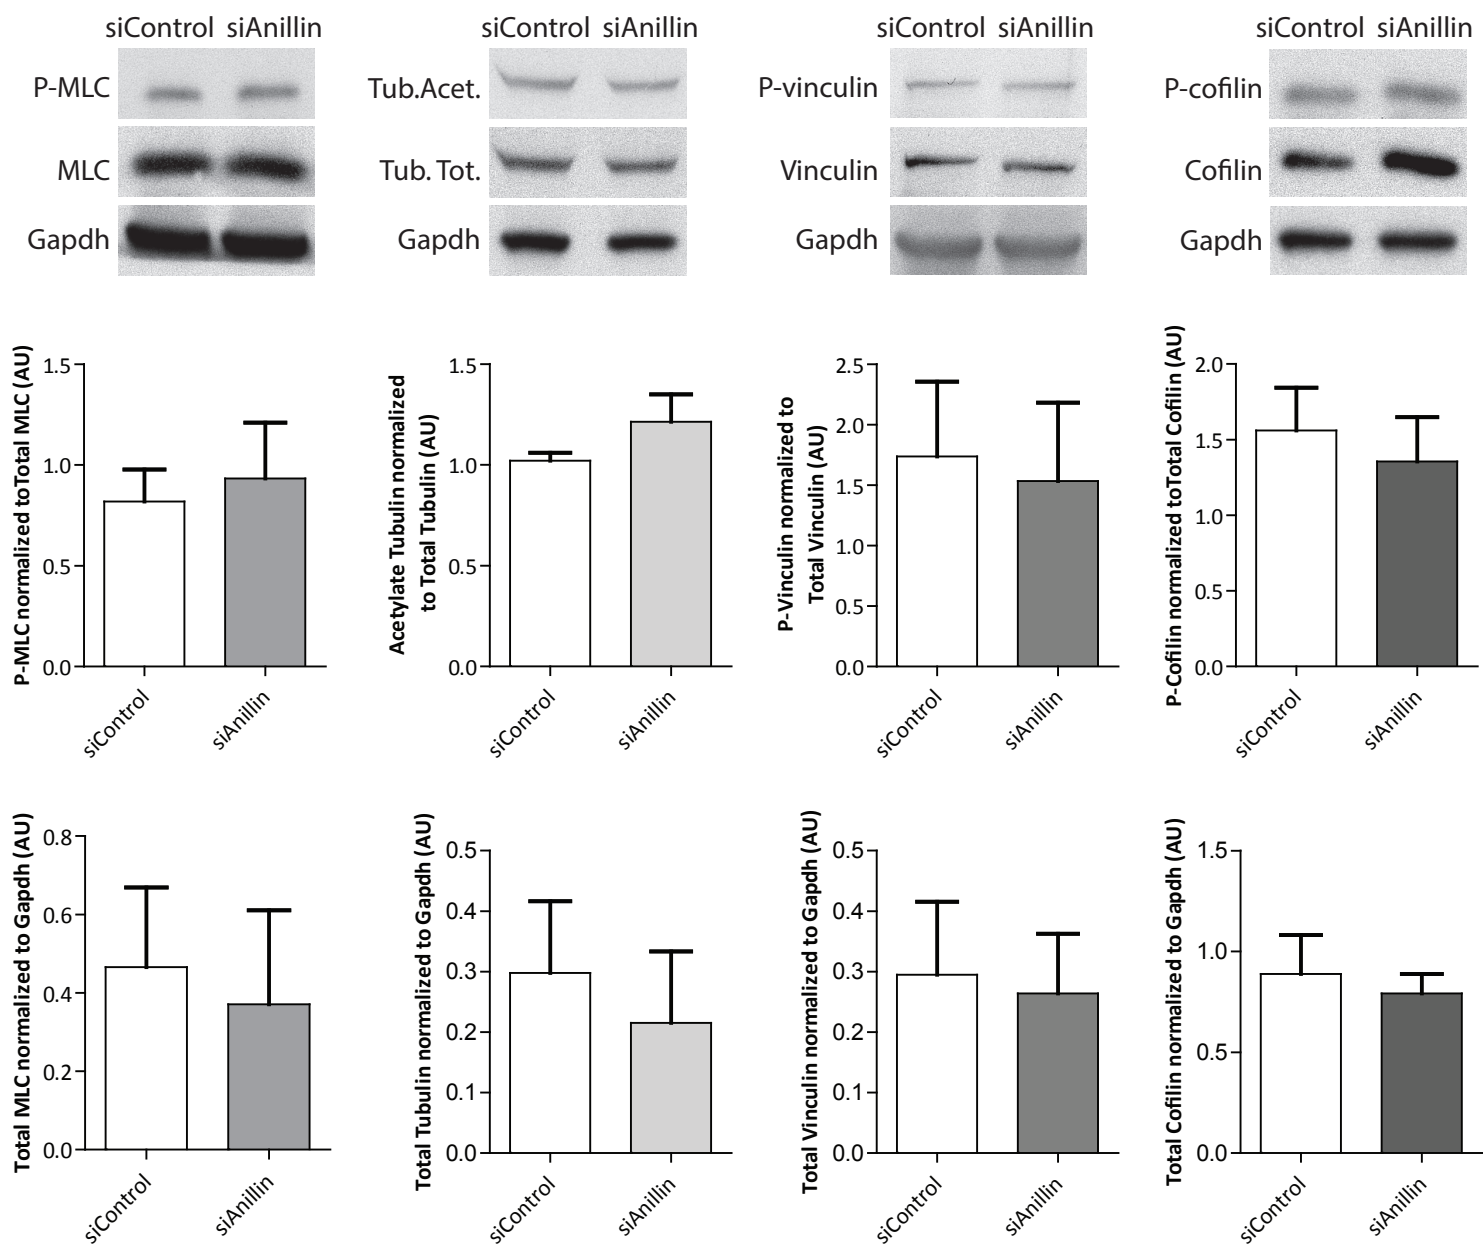 siControl siAnillin
P-MLC
MLC
Gapdh
siControl siAnillin
Tub.Acet.
Tub. Tot.
Gapdh
siControl siAnillin
P-vinculin
Vinculin
Gapdh
siControl siAnillin
P-cofilin
Cofilin
Gapdh
P-MLC normalized toTotal MLC (AU)
1.5
1.0
0.5
0.0
siControl
siAnillin
Acetylate Tubulin normalized
to Total Tubulin (AU)
1.5
1.0
0.5
0.0
siControl
siAnillin
P-Vinculin normalized to
Total Vinculin (AU)
2.5
2.0
1.5
1.0
0.5
0.0
siControl
siAnillin
P-Cofilin normalized toTotal Cofilin (AU)
2.0
1.5
1.0
0.5
0.0
siControl
siAnillin
Total MLC normalized to Gapdh (AU)
0.8
0.6
0.4
0.2
0.0
siControl
siAnillin
Total Tubulin normalized to Gapdh (AU)
0.5
0.4
0.3
0.2
0.1
0.0
siControl
siAnillin
Total Vinculin normalized to Gapdh (AU)
0.5
0.4
0.3
0.2
0.1
0.0
siControl
siAnillin
Total Cofilin normalized to Gapdh (AU)
1.5
1.0
0.5
0.0
siControl
siAnillin